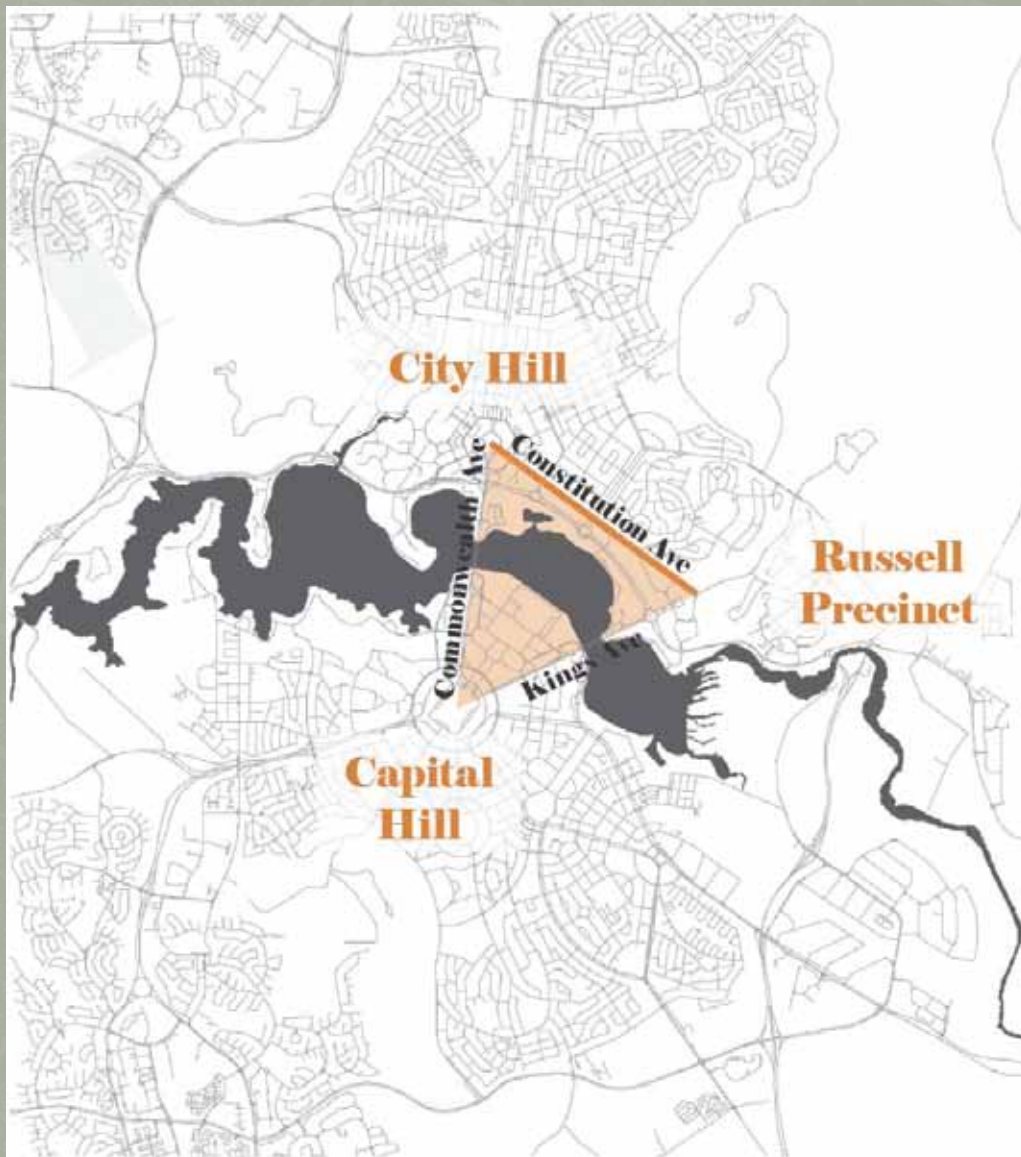 City Hill
Constitution Ave
Commonwealth Ave
Russell
Precinct
Kings Ave
Capital
Hill